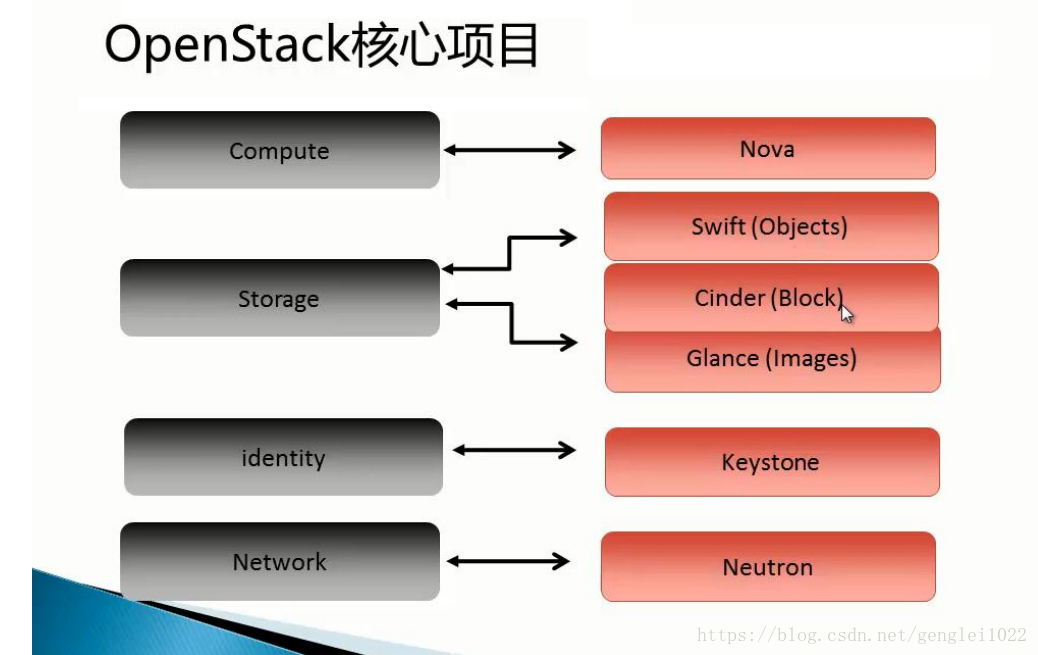 OpenStack核心项目
Compute
Nova
Swift (Objects)
Storage
Cinder (Block)
Glance (Images)
identity
Keystone
Network
Neutron
https://blog.csdn.net/genglei1022